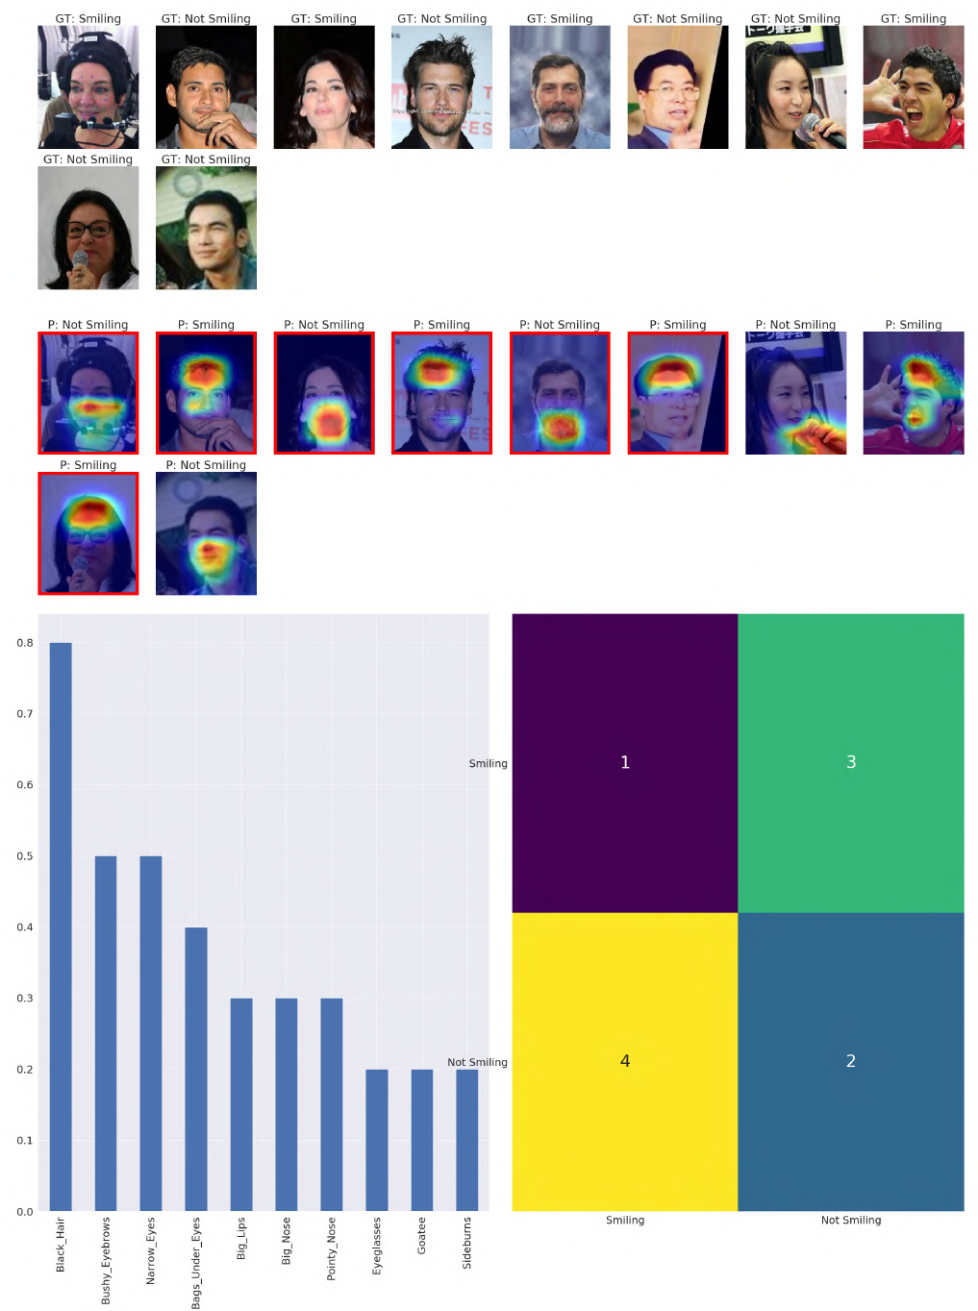 GT: Smiling
GT: Not Smiling
GT: Smiling
GT: Not Smiling
GT: Smiling
GT: Not Smiling
GT: Not Smiling
GT: Smiling
GT: Not Smiling
GT: Not Smiling
P: Not Smiling
P: Smiling
P: Not Smiling
P: Smiling
P: Not Smiling
P: Smiling
P: Not Smiling
P: Smiling
P: Smiling
P: Not Smiling
0.8
0.7
0.6
0.5
0.4
0.3
0.2
0.1
0.0
Black_Hair
Bushy_Eyebrows
Narrow_Eyes
Bags_Under_Eyes
Big_Lips
Big_Nose
Pointy_Nose
Eyeglasses
Goatee
Sideburns
Smiling
Not Smiling
1
3
4
2
Smiling
Not Smiling